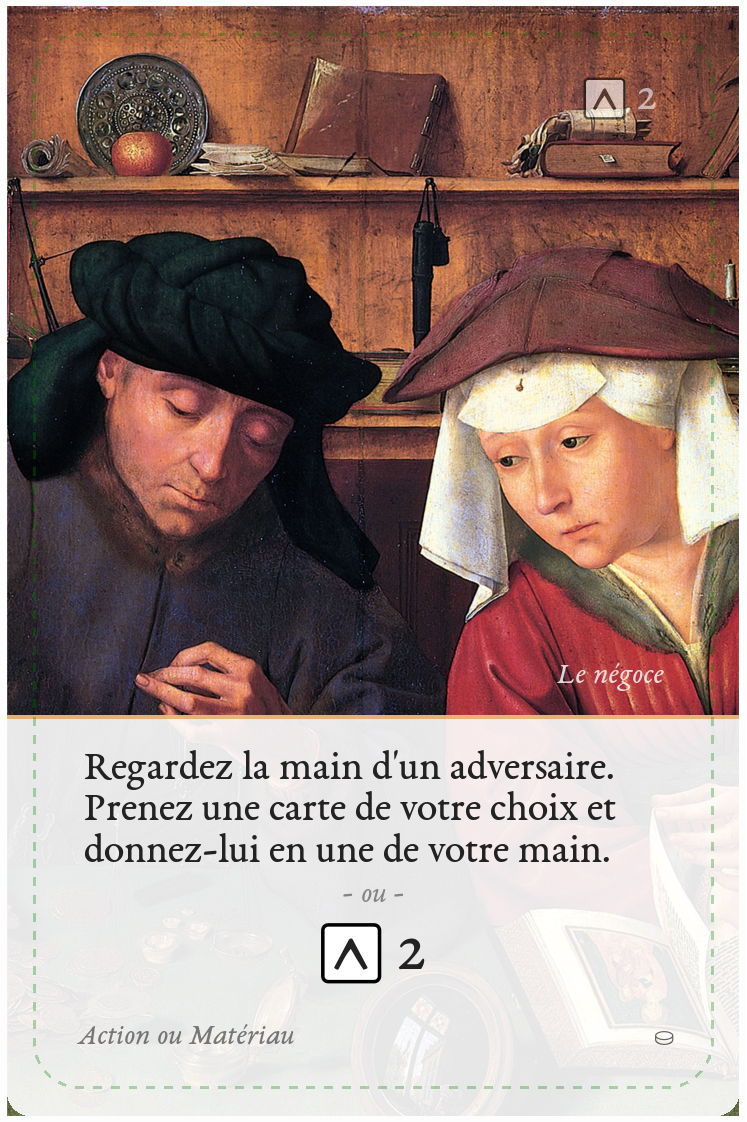 2
Le négoce
Regardez la main d'un adversaire.
Prenez une carte de votre choix et
donnez-lui en une de votre main.
- ou -
2
Action ou Matériau